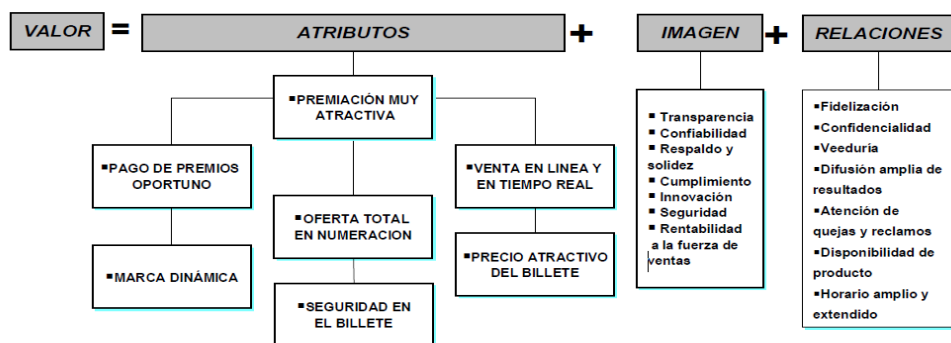 VALOR = ATRIBUTOS + IMAGEN + RELACIONES
▪PREMIACIÓN MUY
ATRACTIVA
▪PAGO DE PREMIOS
OPORTUNO
▪MARCA DINÁMICA
▪OFERTA TOTAL
EN NUMERACION
▪SEGURIDAD EN
EL BILLETE
▪VENTA EN LINEA Y
EN TIEMPO REAL
▪PRECIO ATRACTIVO
DEL BILLETE
▪ Transparencia
▪ Confiabilidad
▪ Respaldo y
solidez
▪ Cumplimiento
▪ Innovación
▪ Seguridad
▪ Rentabilidad
a la fuerza de
ventas
▪Fidelización
▪Confidencialidad
▪Veeduría
▪Difusión amplia de
resultados
▪Atención de
quejas y reclamos
▪Disponibilidad de
producto
▪Horario amplio y
extendido